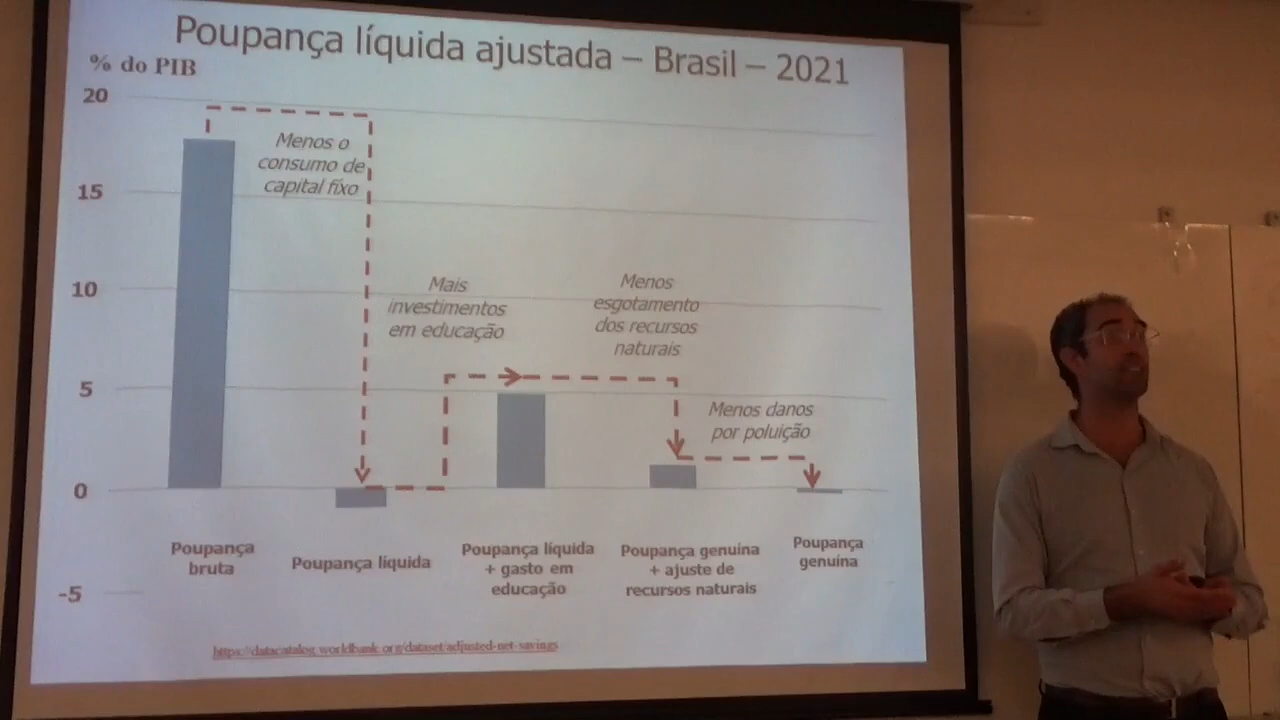 Poupança líquida ajustada – Brasil – 2021
% do PIB
20
15
10
5
0
-5
Menos o
consumo de
capital fixo
Mais
investimentos
em educação
Menos
esgotamento
dos recursos
naturais
Menos danos
por poluição
Poupança
bruta
Poupança líquida
Poupança líquida
+ gasto em
educação
Poupança genuína
+ ajuste de
recursos naturais
Poupança
genuína
https://datacatalog.worldbank.org/dataset/adjusted-net-savings